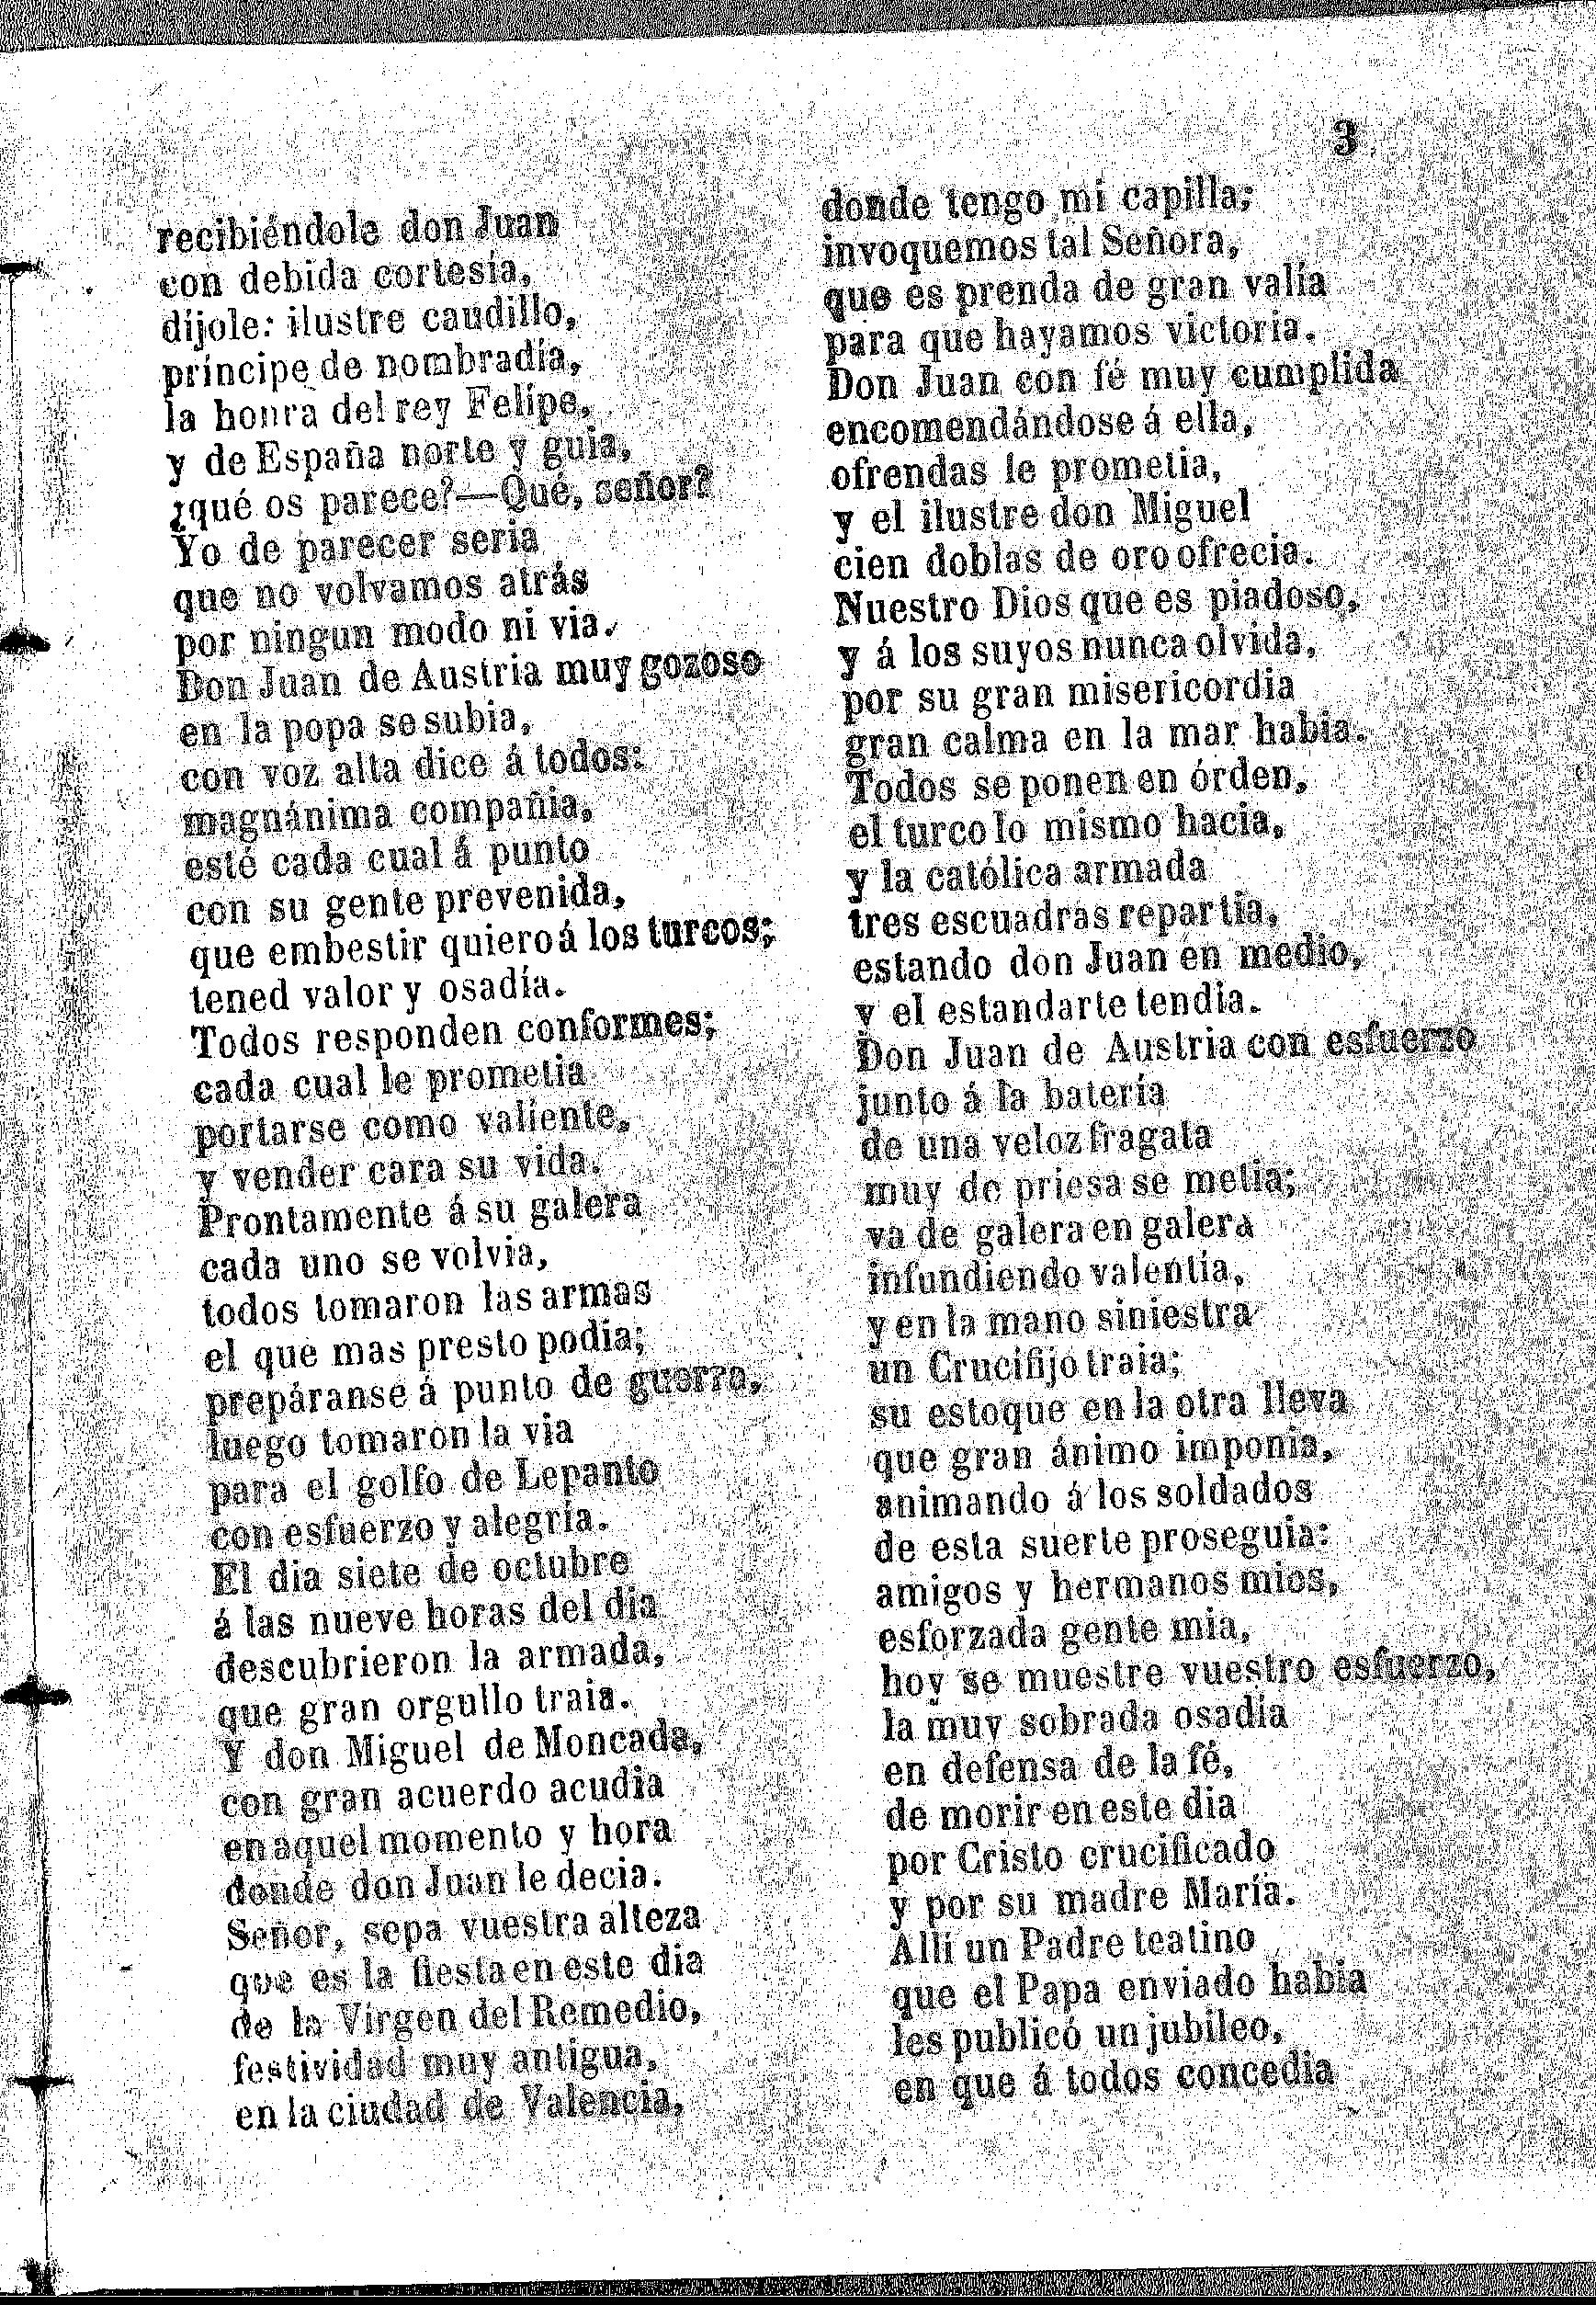 3
recibiéndole don Juan
con debida cortesía,
díjole: ilustre caudillo,
príncipe de nombradía,
la honra del rey Felipe,
y de España norte y guia,
¿qué os parece?—Qué, señor?
Yo de parecer seria
que no volvamos atrás
por ningun modo ni via.
Don Juan de Austria muy gozoso
en la popa se subia,
con voz alta dice á todos:
magnánima compañia,
esté cada cual á punto
con su gente prevenida,
que embestir quiero á los turcos;
tened valor y osadía.
Todos responden conformes;
cada cual le prometia
portarse como valiente,
y vender cara su vida.
Prontamente á su galera
cada uno se volvia,
todos tomaron las armas
el que mas presto podia;
prepáranse á punto de guerra,
luego tomaron la via
para el golfo de Lepanto
con esfuerzo y alegría.
El dia siete de octubre
á las nueve horas del dia
descubrieron la armada,
que gran orgullo traia.
Y don Miguel de Moncada,
con gran acuerdo acudia
en aquel momento y hora
donde don Juan le decia.
Señor, sepa vuestra alteza
que es la fiesta en este dia
de la Vírgen del Remedio,
festividad muy antigua,
en la ciudad de Valencia,
donde tengo mi capilla;
invoquemos tal Señora,
que es prenda de gran valía
para que hayamos victoria.
Don Juan con fé muy cumplida
encomendándose á ella,
ofrendas le prometia,
y el ilustre don Miguel
cien doblas de oro ofrecia.
Nuestro Dios que es piadoso,
y á los suyos nunca olvida,
por su gran misericordia
gran calma en la mar habia.
Todos se ponen en órden,
el turco lo mismo hacia,
y la católica armada
tres escuadras repartia,
estando don Juan en medio,
y el estandarte tendia.
Don Juan de Austria con esfuerzo
junto á la batería
de una veloz fragata
muy de priesa se metia;
va de galera en galera
infundiendo valentía,
y en la mano siniestra
un Crucifijo traia;
su estoque en la otra lleva
que gran ánimo imponia,
animando á los soldados
de esta suerte proseguia:
amigos y hermanos mios,
esforzada gente mia,
hoy se muestre vuestro esfuerzo,
la muy sobrada osadía
en defensa de la fé,
de morir en este dia
por Cristo crucificado
y por su madre María.
Allí un Padre teatino
que el Papa enviado habia
les publicó un jubileo,
en que á todos concedia